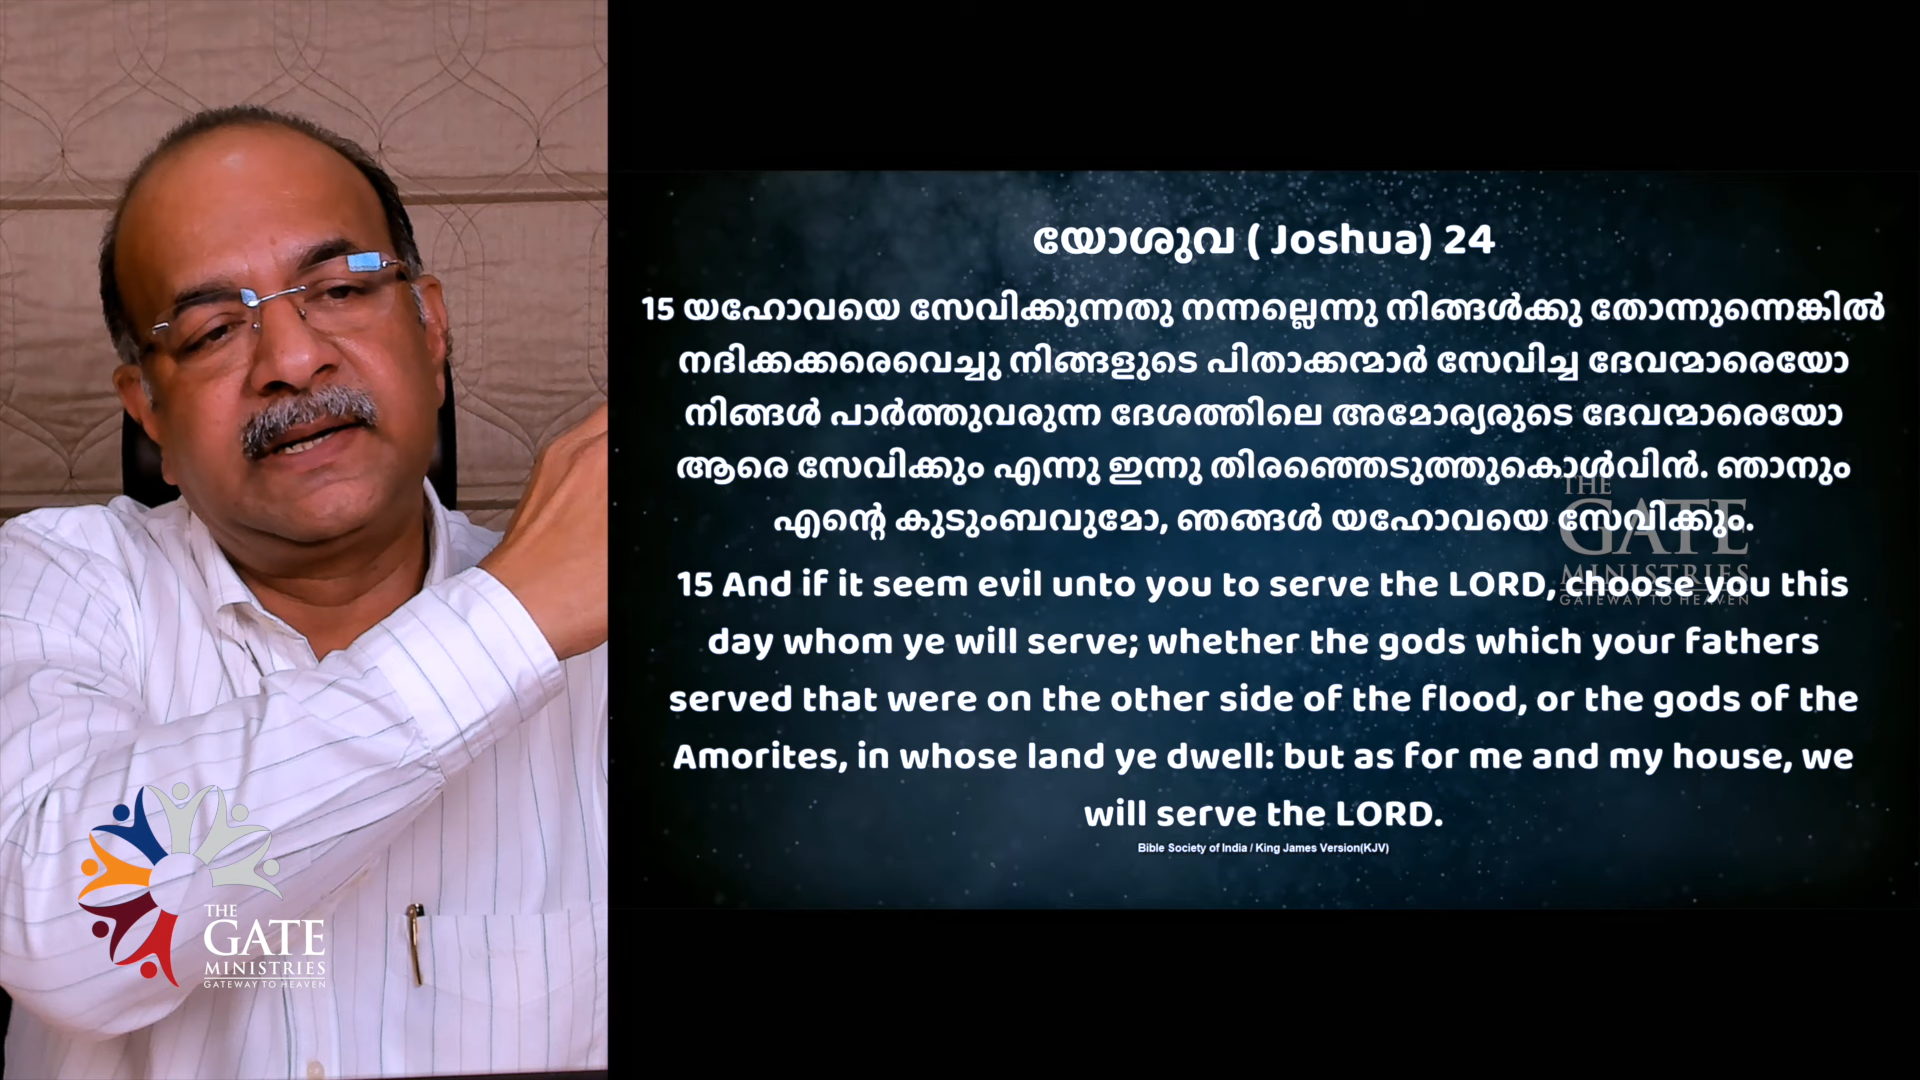 യോശുവ ( Joshua) 24
15 യഹോവയെ സേവിക്കുന്നതു നന്നല്ലെന്നു നിങ്ങൾക്കു തോന്നുന്നെങ്കിൽ
നദിക്കക്കരെവെച്ചു നിങ്ങളുടെ പിതാക്കന്മാർ സേവിച്ച ദേവന്മാരെയോ
നിങ്ങൾ പാർത്തുവരുന്ന ദേശത്തിലെ അമോര്യരുടെ ദേവന്മാരെയോ
ആരെ സേവിക്കും എന്നു ഇന്നു തിരഞ്ഞെടുത്തുകൊൾവിൻ. ഞാനും
എന്റെ കുടുംബവുമോ, ഞങ്ങൾ യഹോവയെ സേവിക്കും.
15 And if it seem evil unto you to serve the LORD, choose you this
day whom ye will serve; whether the gods which your fathers
served that were on the other side of the flood, or the gods of the
Amorites, in whose land ye dwell: but as for me and my house, we
will serve the LORD.
Bible Society of India / King James Version(KJV)
THE
GATE
MINISTRIES
GATEWAY TO HEAVEN
THE
GATE
MINISTRIES
GATEWAY TO HEAVEN